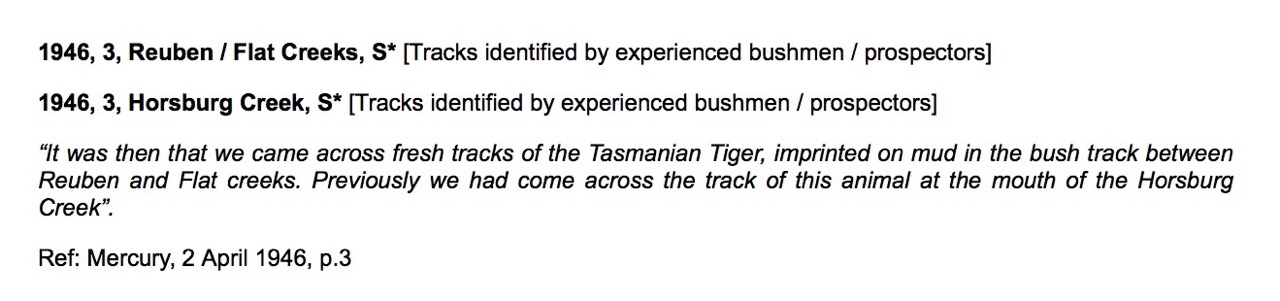 1946, 3, Reuben / Flat Creeks, S* [Tracks identified by experienced bushmen / prospectors]
1946, 3, Horsburg Creek, S* [Tracks identified by experienced bushmen / prospectors]
“It was then that we came across fresh tracks of the Tasmanian Tiger, imprinted on mud in the bush track between
Reuben and Flat creeks. Previously we had come across the track of this animal at the mouth of the Horsburg
Creek”.
Ref: Mercury, 2 April 1946, p.3